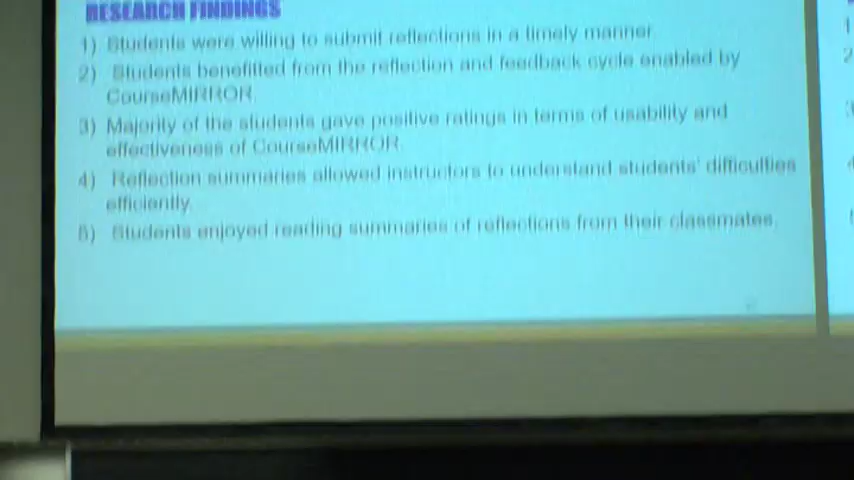 RESEARCH FINDINGS
1) Students were willing to submit reflections in a timely manner.
2) Students benefitted from the reflection and feedback cycle enabled by
CourseMIRROR.
3) Majority of the students gave positive ratings in terms of usability and
effectiveness of CourseMIRROR.
4) Reflection summaries allowed instructors to understand students' difficulties
efficiently.
5) Students enjoyed reading summaries of reflections from their classmates.